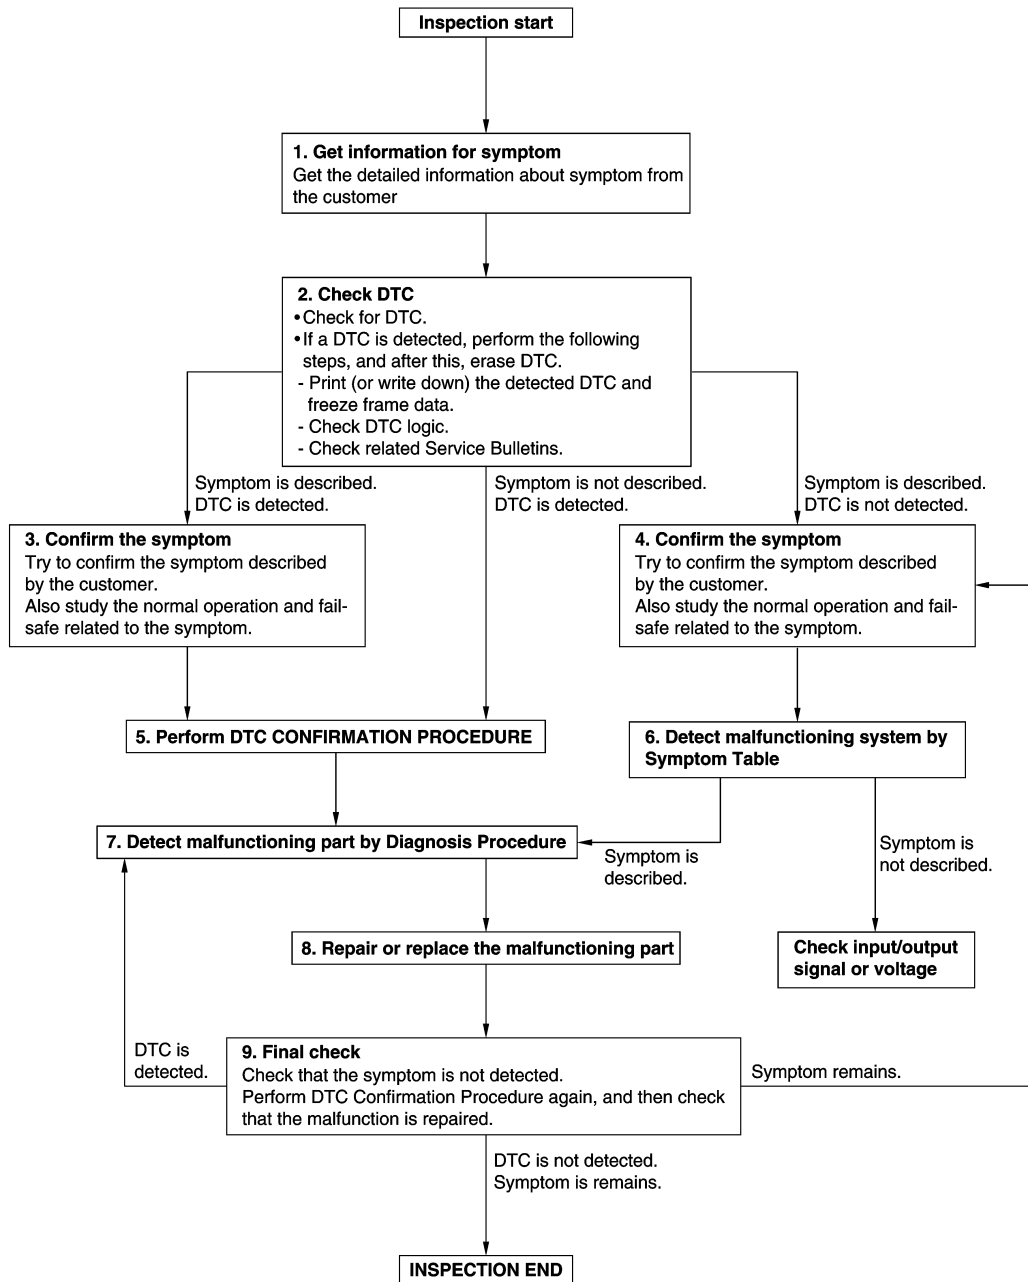 Inspection start
1. Get information for symptom
Get the detailed information about symptom from
the customer
2. Check DTC
•Check for DTC.
•If a DTC is detected, perform the following
steps, and after this, erase DTC.
- Print (or write down) the detected DTC and
freeze frame data.
- Check DTC logic.
- Check related Service Bulletins.
Symptom is described.
DTC is detected.
Symptom is not described.
DTC is detected.
Symptom is described.
DTC is not detected.
3. Confirm the symptom
Try to confirm the symptom described
by the customer.
Also study the normal operation and fail-
safe related to the symptom.
4. Confirm the symptom
Try to confirm the symptom described
by the customer.
Also study the normal operation and fail-
safe related to the symptom.
5. Perform DTC CONFIRMATION PROCEDURE
6. Detect malfunctioning system by
Symptom Table
7. Detect malfunctioning part by Diagnosis Procedure
Symptom is
described.
Symptom is
not described.
8. Repair or replace the malfunctioning part
Check input/output
signal or voltage
DTC is
detected.
9. Final check
Check that the symptom is not detected.
Perform DTC Confirmation Procedure again, and then check
that the malfunction is repaired.
Symptom remains.
DTC is not detected.
Symptom is remains.
INSPECTION END